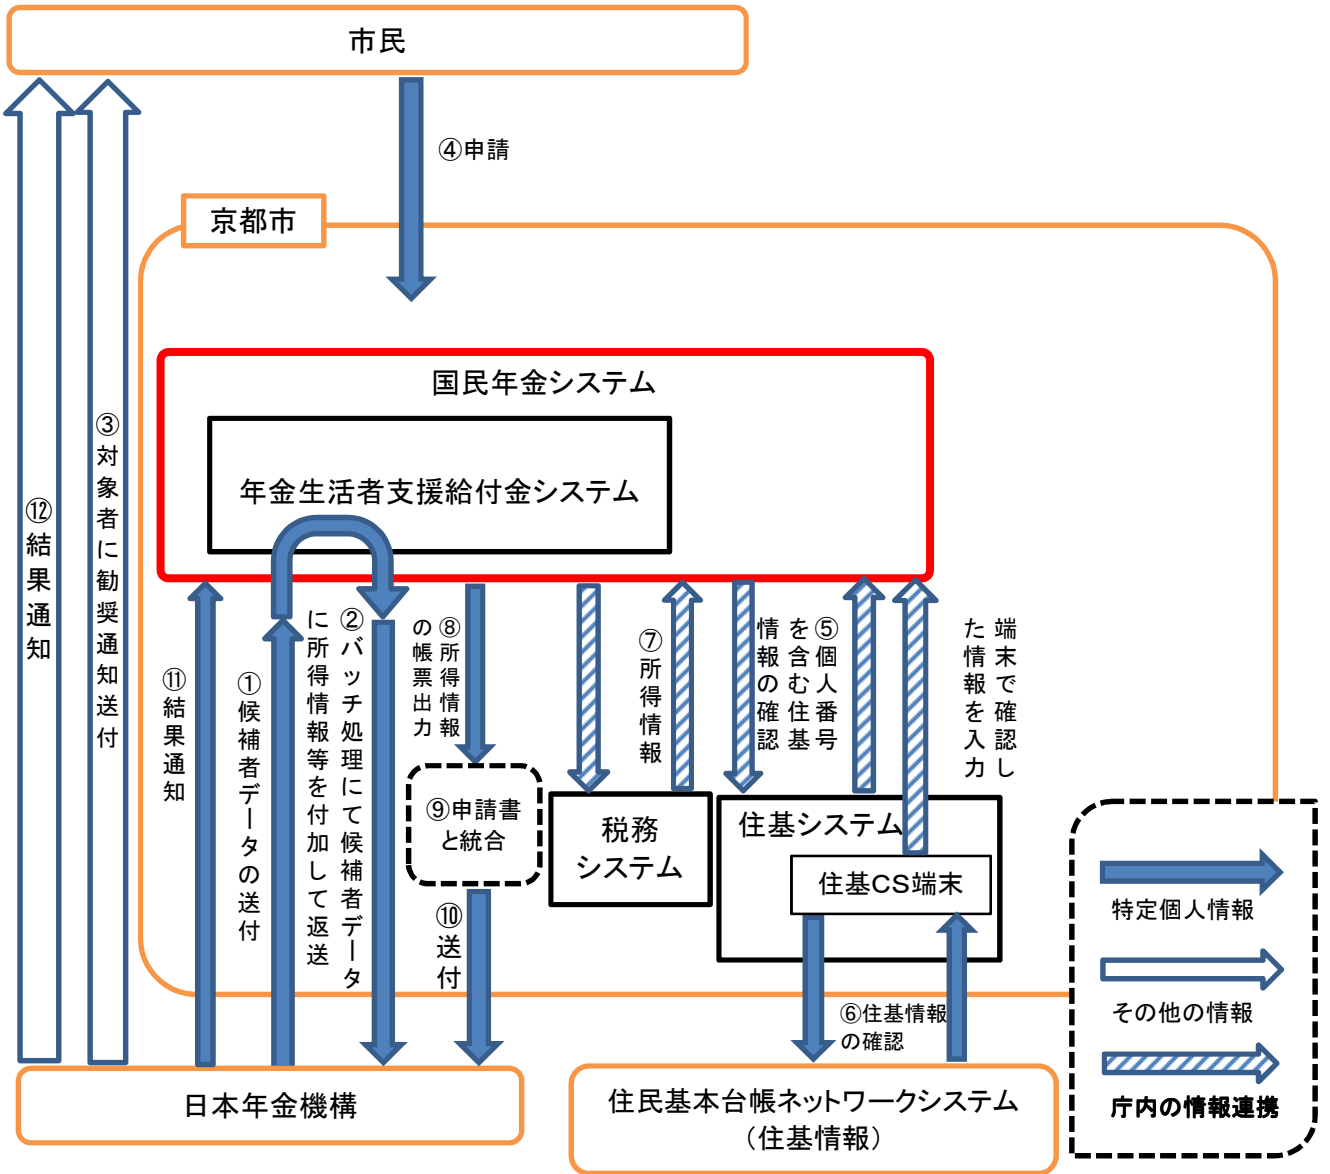 市民
④申請
京都市
国民年金システム
年金生活者支援給付金システム
⑫結果通知
③対象者に勧奨通知送付
⑪結果通知
①候補者データの送付
②バッチ処理にて候補者データ
に所得情報等を付加して返送
⑧所得情報
の帳票出力
⑦所得情報
⑤個人番号
を含む住基
情報の確認
端末で確認し
た情報を入力
⑨申請書
と統合
税務
システム
住基システム
住基CS端末
⑩送付
⑥住基情報
の確認
日本年金機構
住民基本台帳ネットワークシステム
（住基情報）
特定個人情報
その他の情報
庁内の情報連携